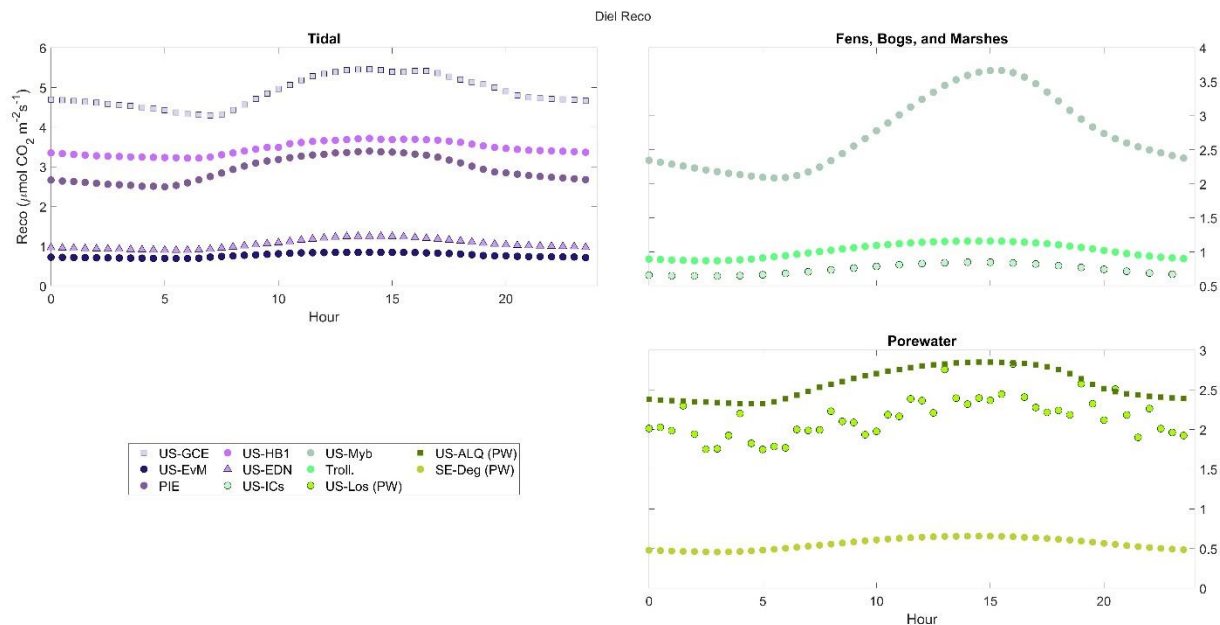 Diel Reco
Tidal
6
5
4
3
2
1
0
Reco (μmol CO2 m-2s-1)
0 5 10 15 20
Hour
Fens, Bogs, and Marshes
4
3.5
3
2.5
2
1.5
1
0.5
Porewater
3
2.5
2
1.5
1
0.5
0
0 5 10 15 20
Hour
US-GCE US-HB1 US-Myb US-ALQ (PW)
US-EvM US-EDN Troll. SE-Deg (PW)
PIE US-ICs US-Los (PW)